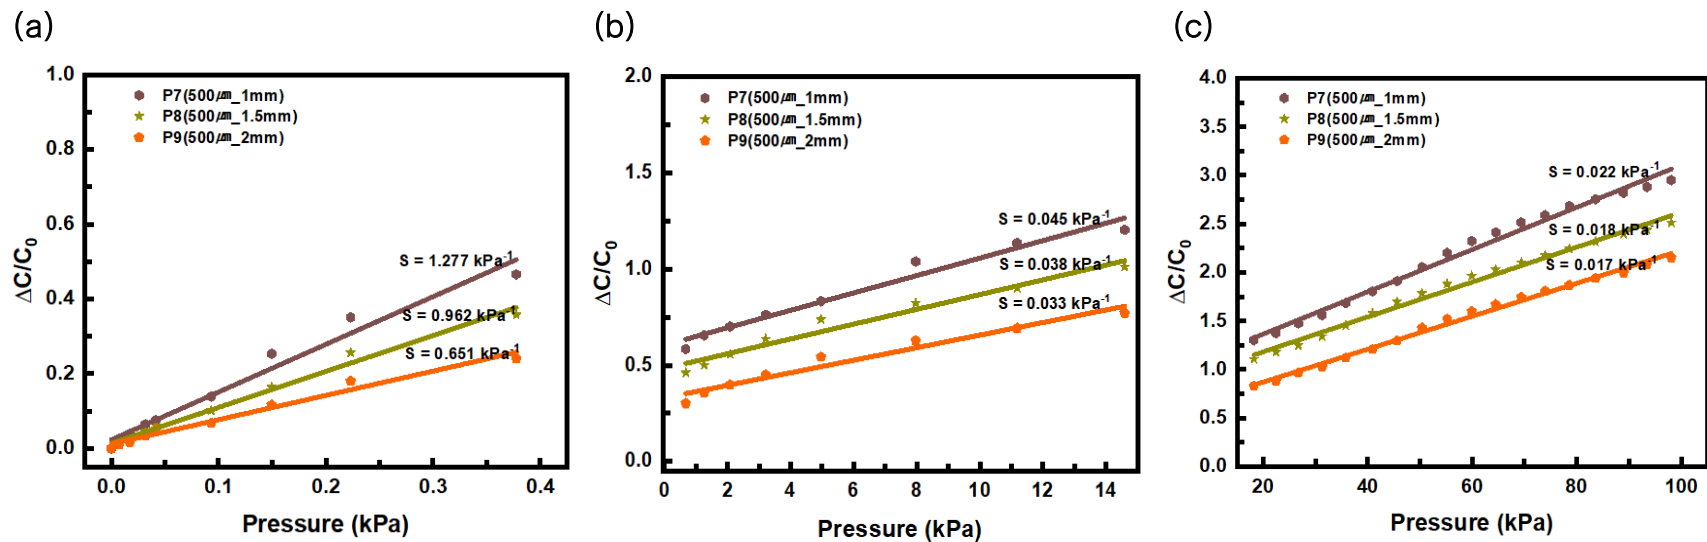 (a)
1.0
0.8
0.6
0.4
0.2
0.0
ΔC/C0
P7(500㎛_1mm)
P8(500㎛_1.5mm)
P9(500㎛_2mm)
S = 1.277 kPa-1
S = 0.962 kPa-1
S = 0.651 kPa-1
0.0 0.1 0.2 0.3 0.4
Pressure (kPa)
(b)
2.0
1.5
1.0
0.5
0.0
ΔC/C0
P7(500㎛_1mm)
P8(500㎛_1.5mm)
P9(500㎛_2mm)
S = 0.045 kPa-1
S = 0.038 kPa-1
S = 0.033 kPa-1
0 2 4 6 8 10 12 14
Pressure (kPa)
(c)
4.0
3.5
3.0
2.5
2.0
1.5
1.0
0.5
0.0
ΔC/C0
P7(500㎛_1mm)
P8(500㎛_1.5mm)
P9(500㎛_2mm)
S = 0.022 kPa-1
S = 0.018 kPa-1
S = 0.017 kPa-1
20 40 60 80 100
Pressure (kPa)